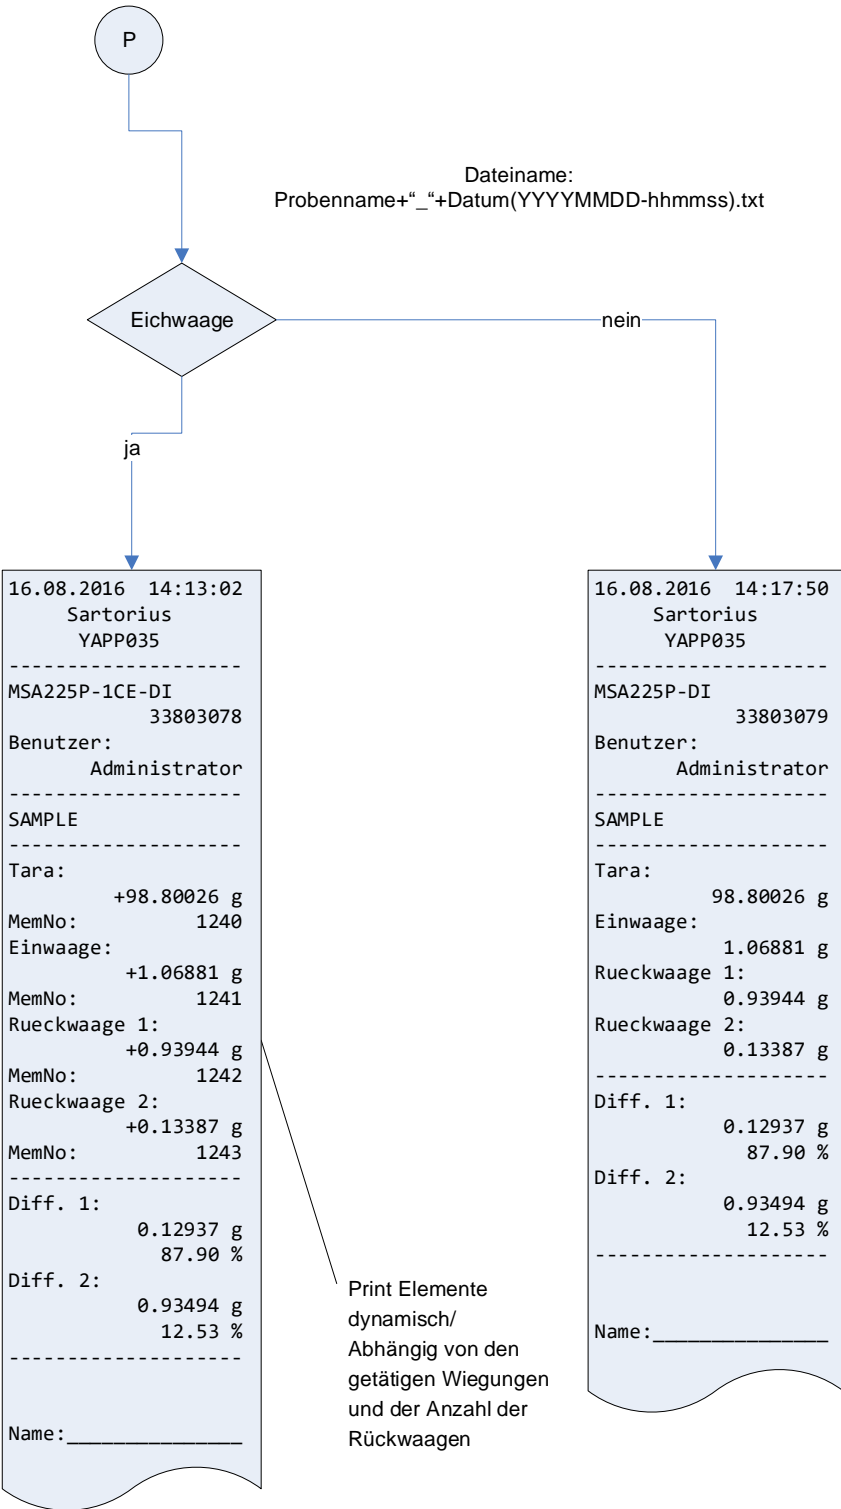 P
Dateiname:
Probenname+“_“+Datum(YYYYMMDD-hhmmss).txt
Eichwaage
nein
ja
16.08.2016  14:13:02
Sartorius
YAPP035
--------------------
MSA225P-1CE-DI
33803078
Benutzer:
Administrator
--------------------
SAMPLE
--------------------
Tara:
+98.80026 g
MemNo: 1240
Einwaage:
+1.06881 g
MemNo: 1241
Rueckwaage 1:
+0.93944 g
MemNo: 1242
Rueckwaage 2:
+0.13387 g
MemNo: 1243
--------------------
Diff. 1:
0.12937 g
87.90 %
Diff. 2:
0.93494 g
12.53 %
--------------------
Name:_______________
Print Elemente
dynamisch/
Abhängig von den
getätigen Wiegungen
und der Anzahl der
Rückwaagen
16.08.2016  14:17:50
Sartorius
YAPP035
--------------------
MSA225P-DI
33803079
Benutzer:
Administrator
--------------------
SAMPLE
--------------------
Tara:
98.80026 g
Einwaage:
1.06881 g
Rueckwaage 1:
0.93944 g
Rueckwaage 2:
0.13387 g
--------------------
Diff. 1:
0.12937 g
87.90 %
Diff. 2:
0.93494 g
12.53 %
--------------------
Name:_______________